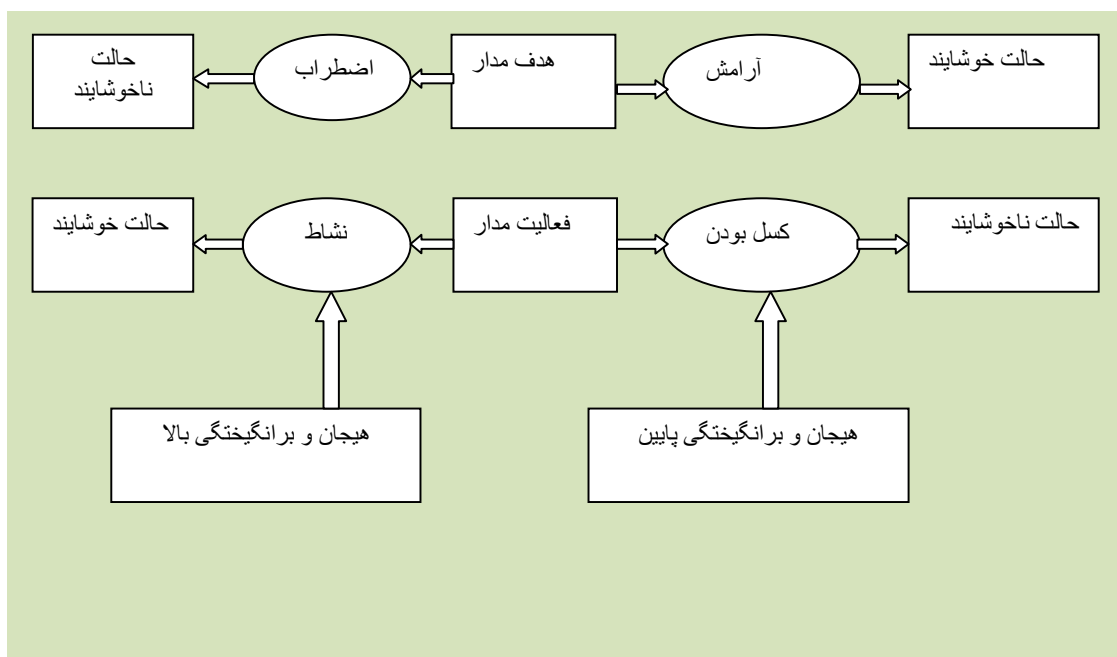 حالت خوشایند
آرامش
هدف مدار
اضطراب
حالت
ناخوشایند
حالت ناخوشایند
کسل بودن
فعالیت مدار
نشاط
حالت خوشایند
هیجان و برانگیختگی پایین
هیجان و برانگیختگی بالا